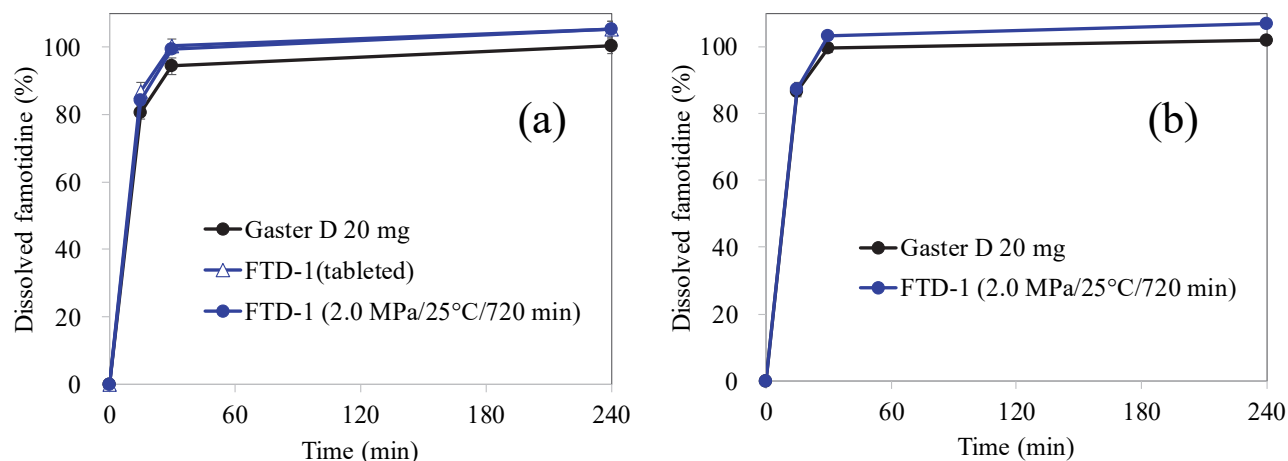 Dissolved famotidine (%)
100
80
60
40
20
0
(a)
Gaster D 20 mg
FTD-1(tableted)
FTD-1 (2.0 MPa/25°C/720 min)
0 60 120 180 240
Time (min)
Dissolved famotidine (%)
100
80
60
40
20
0
(b)
Gaster D 20 mg
FTD-1 (2.0 MPa/25°C/720 min)
0 60 120 180 240
Time (min)